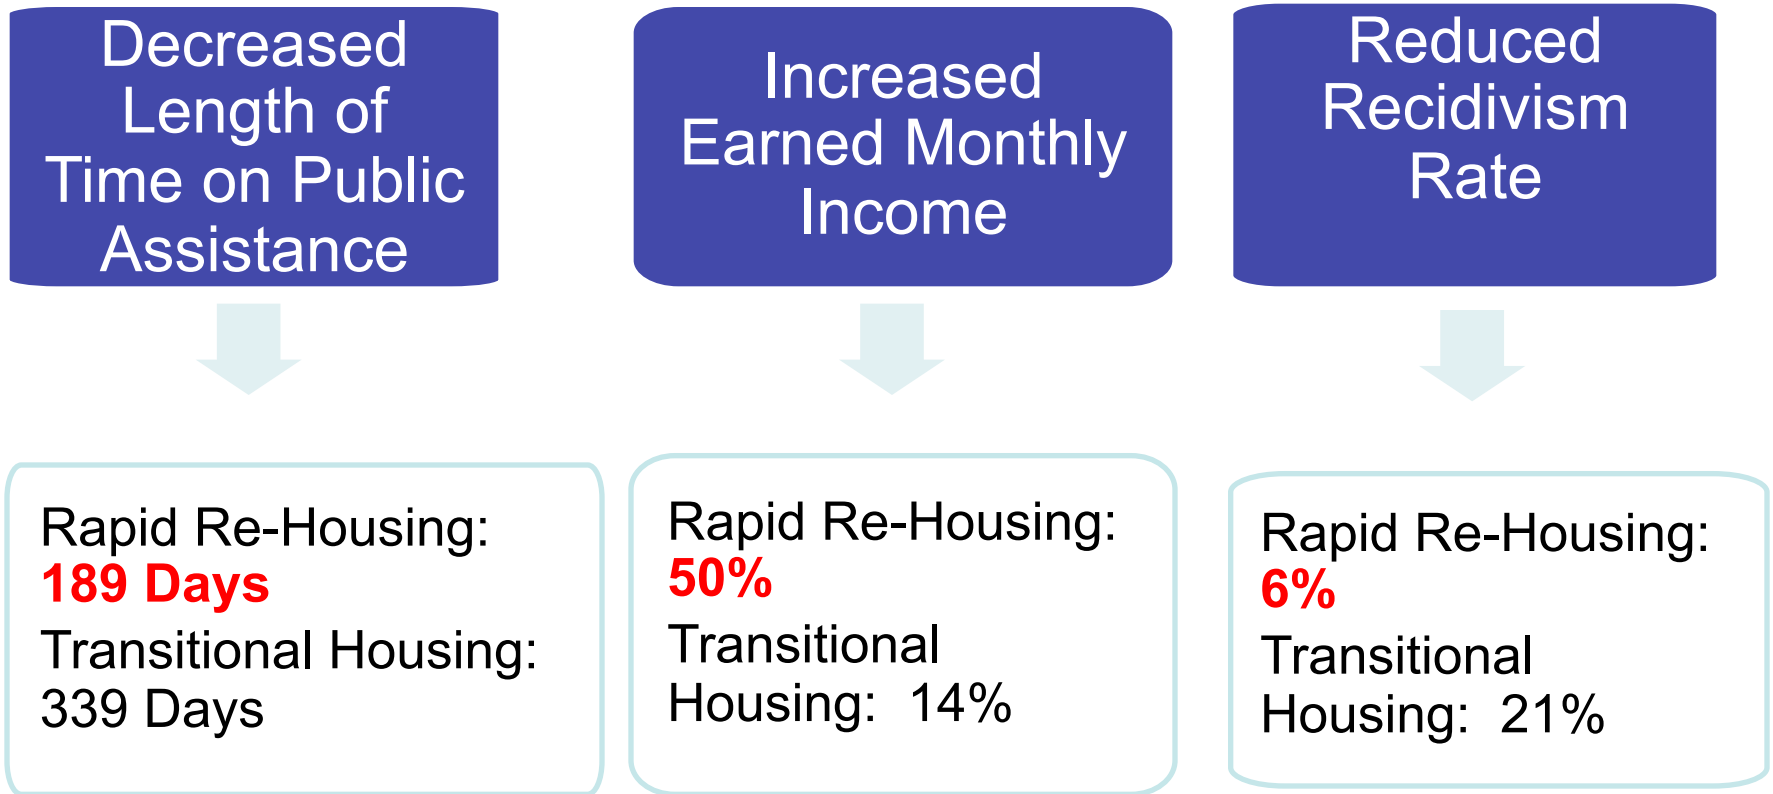 Decreased
Length of
Time on Public
Assistance
Increased
Earned Monthly
Income
Reduced
Recidivism
Rate
Rapid Re-Housing:
189 Days
Transitional Housing:
339 Days
Rapid Re-Housing:
50%
Transitional
Housing:  14%
Rapid Re-Housing:
6%
Transitional
Housing:  21%